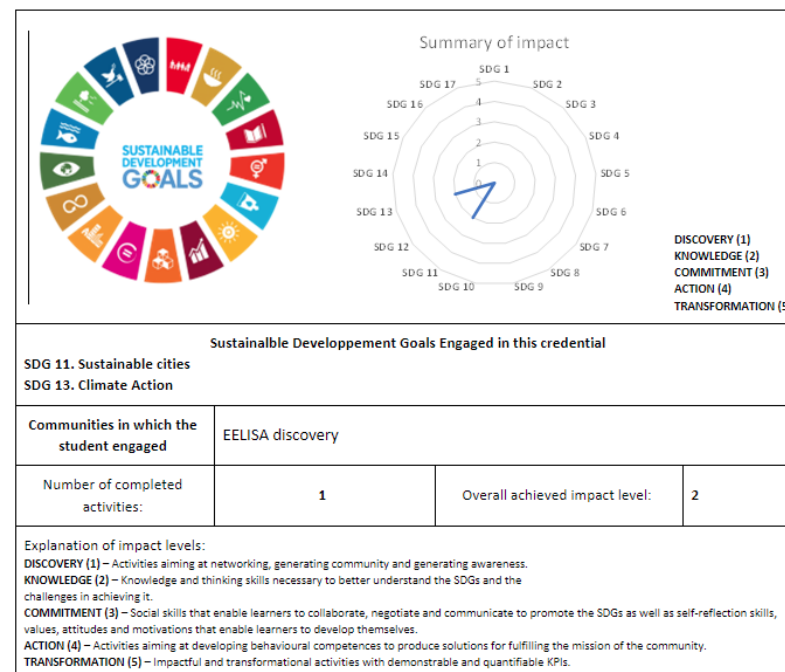 SUSTAINABLE
DEVELOPMENT
GOALS
Summary of impact
SDG 1
SDG 2
SDG 3
SDG 4
SDG 5
SDG 6
SDG 7
SDG 8
SDG 9
SDG 10
SDG 11
SDG 12
SDG 13
SDG 14
SDG 15
SDG 16
SDG 17
5
4
3
2
1
0
DISCOVERY (1)
KNOWLEDGE (2)
COMMITMENT (3)
ACTION (4)
TRANSFORMATION (5
Sustainalble Developpement Goals Engaged in this credential
SDG 11. Sustainable cities
SDG 13. Climate Action
Communities in which the
student engaged
EELISA discovery
Number of completed
activities:
1
Overall achieved impact level:
2
Explanation of impact levels:
DISCOVERY (1) – Activities aiming at networking, generating community and generating awareness.
KNOWLEDGE (2) – Knowledge and thinking skills necessary to better understand the SDGs and the
challenges in achieving it.
COMMITMENT (3) – Social skills that enable learners to collaborate, negotiate and communicate to promote the SDGs as well as self-reflection skills,
values, attitudes and motivations that enable learners to develop themselves.
ACTION (4) – Activities aiming at developing behavioural competences to produce solutions for fulfilling the mission of the community.
TRANSFORMATION (5) – Impactful and transformational activities with demonstrable and quantifiable KPIs.